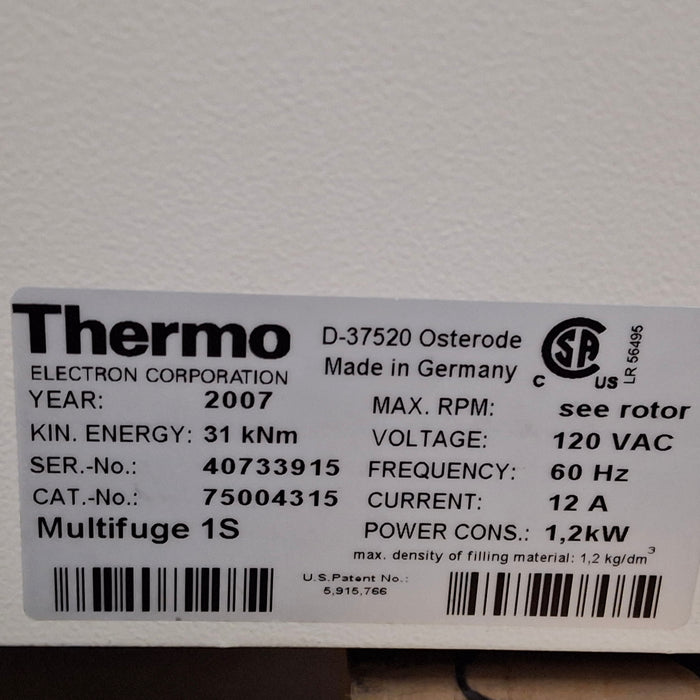 Thermo
ELECTRON CORPORATION
D-37520 Osterode
Made in Germany
SA
C US
LR 56495
YEAR: 2007
KIN. ENERGY: 31 kNm
SER.-No.: 40733915
CAT.-No.: 75004315
Multifuge 1S
MAX. RPM: see rotor
VOLTAGE: 120 VAC
FREQUENCY: 60 Hz
CURRENT: 12 A
POWER CONS.: 1,2kW
max. density of filling material: 1,2 kg/dm³
U.S.Patent No.:
5,915,766